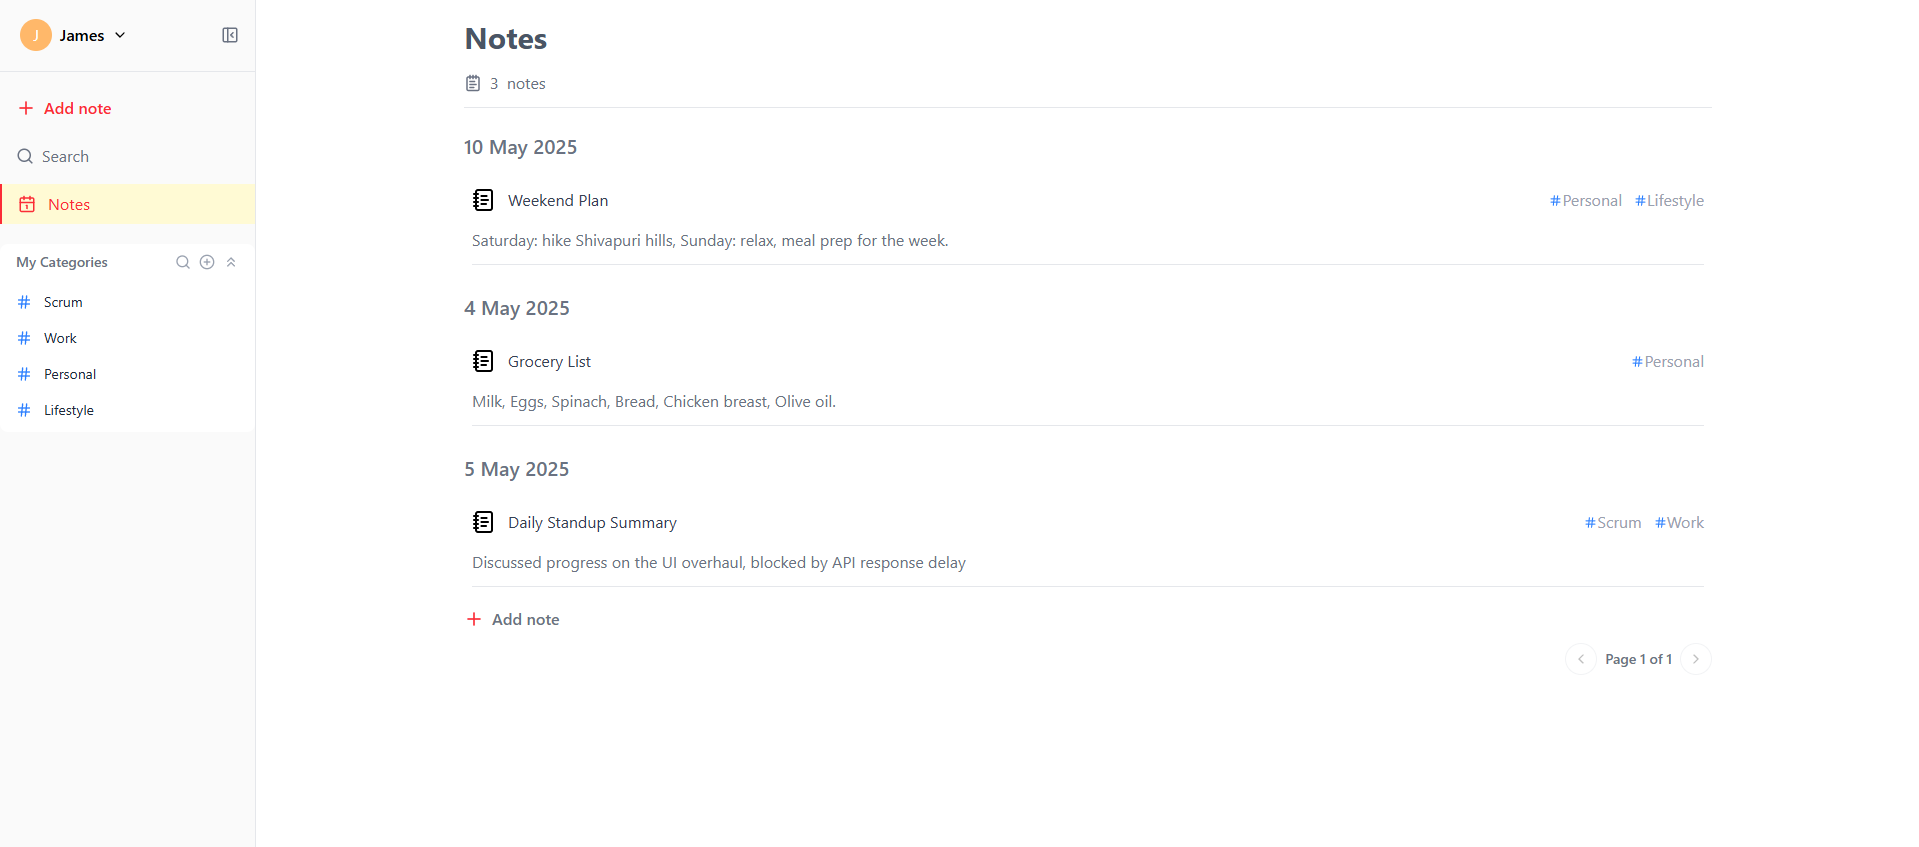 J James
Add note
Search
Notes
My Categories
# Scrum
# Work
# Personal
# Lifestyle
Notes
3 notes
10 May 2025
Weekend Plan #Personal #Lifestyle
Saturday: hike Shivapuri hills, Sunday: relax, meal prep for the week.
4 May 2025
Grocery List #Personal
Milk, Eggs, Spinach, Bread, Chicken breast, Olive oil.
5 May 2025
Daily Standup Summary #Scrum #Work
Discussed progress on the UI overhaul, blocked by API response delay
Add note
Page 1 of 1